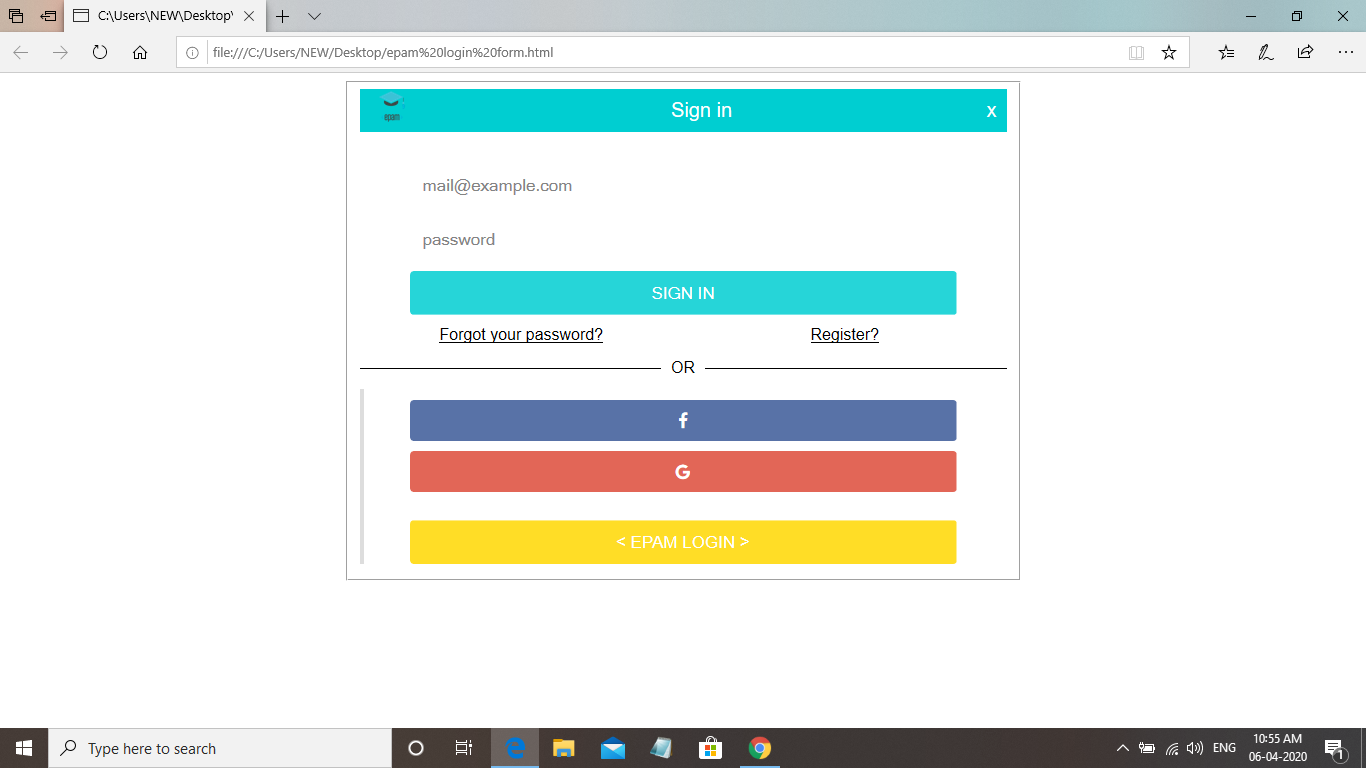 C:\Users\NEW\Desktop\
file:///C:/Users/NEW/Desktop/epam%20login%20form.html
epam
Sign in
X
mail@example.com
password
SIGN IN
Forgot your password?
Register?
OR
f
G
< EPAM LOGIN >
Type here to search
ENG
10:55 AM
06-04-2020
1